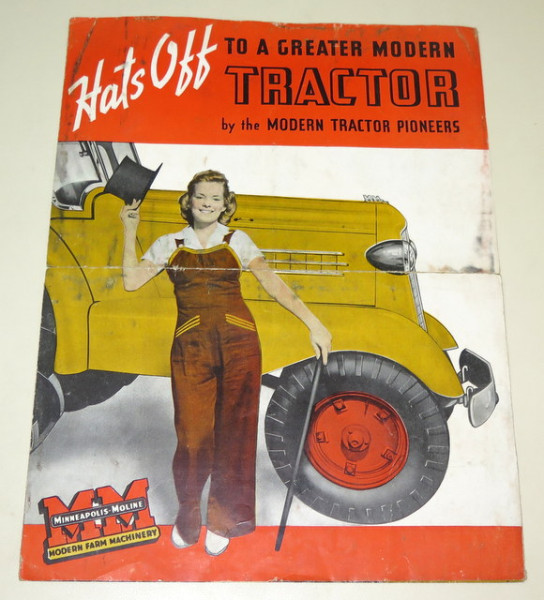 Hats Off TO A GREATER MODERN
TRACTOR
by the MODERN TRACTOR PIONEERS
MM
MINNEAPOLIS-MOLINE
MODERN FARM MACHINERY